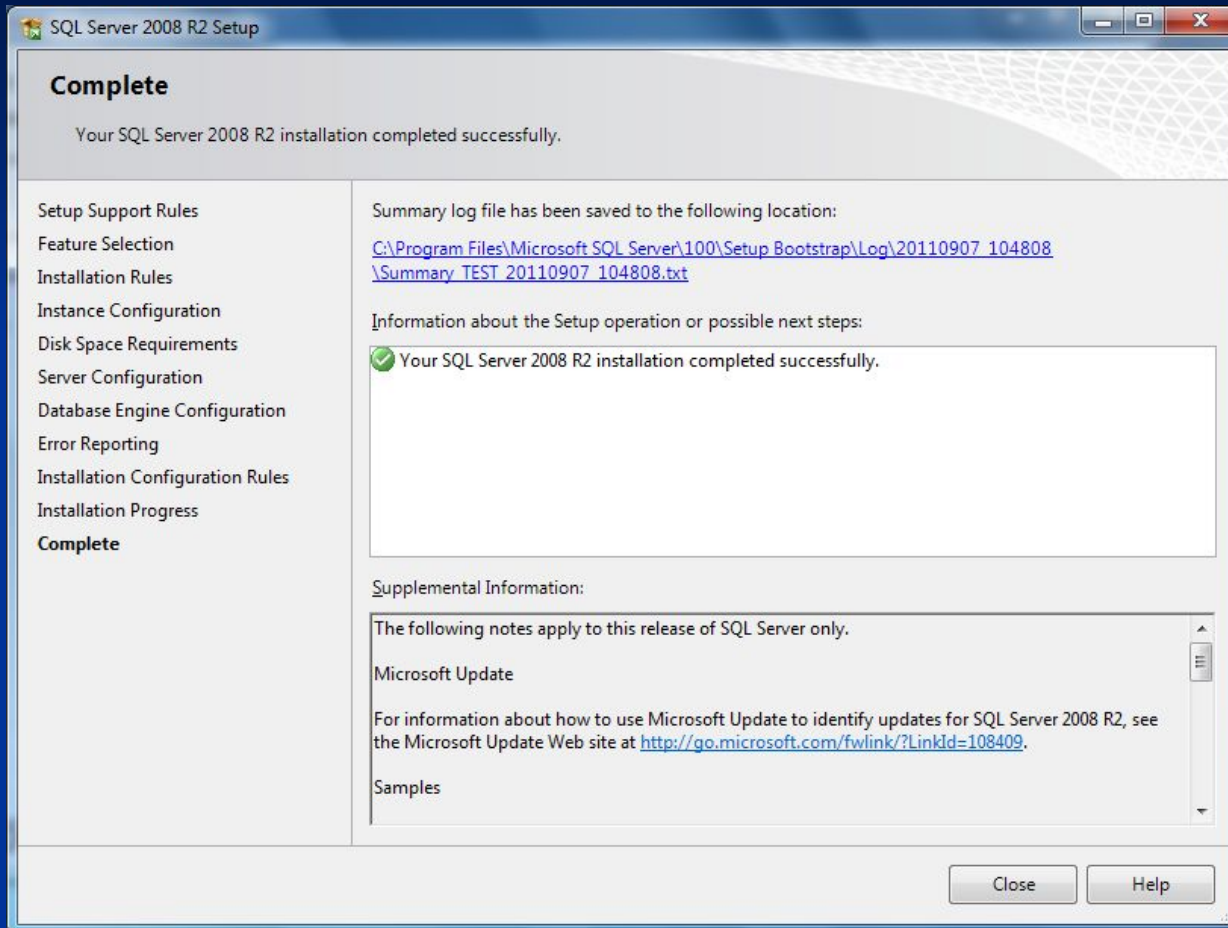 SQL Server 2008 R2 Setup
Complete
Your SQL Server 2008 R2 installation completed successfully.
Setup Support Rules
Feature Selection
Installation Rules
Instance Configuration
Disk Space Requirements
Server Configuration
Database Engine Configuration
Error Reporting
Installation Configuration Rules
Installation Progress
Complete
Summary log file has been saved to the following location:
C:\Program Files\Microsoft SQL Server\100\Setup Bootstrap\Log\20110907_104808
\Summary_TEST_20110907_104808.txt
Information about the Setup operation or possible next steps:
Your SQL Server 2008 R2 installation completed successfully.
Supplemental Information:
The following notes apply to this release of SQL Server only.
Microsoft Update
For information about how to use Microsoft Update to identify updates for SQL Server 2008 R2, see
the Microsoft Update Web site at http://go.microsoft.com/fwlink/?LinkId=108409.
Samples
Close
Help